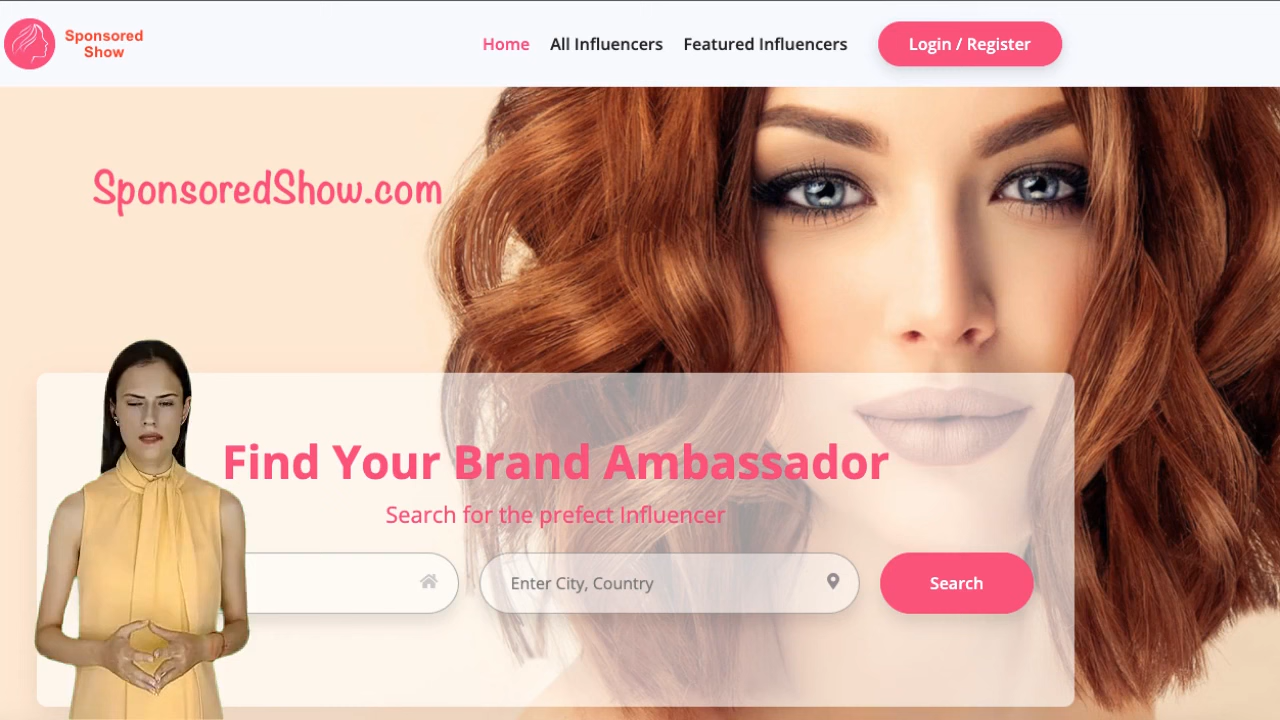 Sponsored
Show
Home
All Influencers
Featured Influencers
Login / Register
SponsoredShow.com
Find Your Brand Ambassador
Search for the prefect Influencer
Enter City, Country
Search